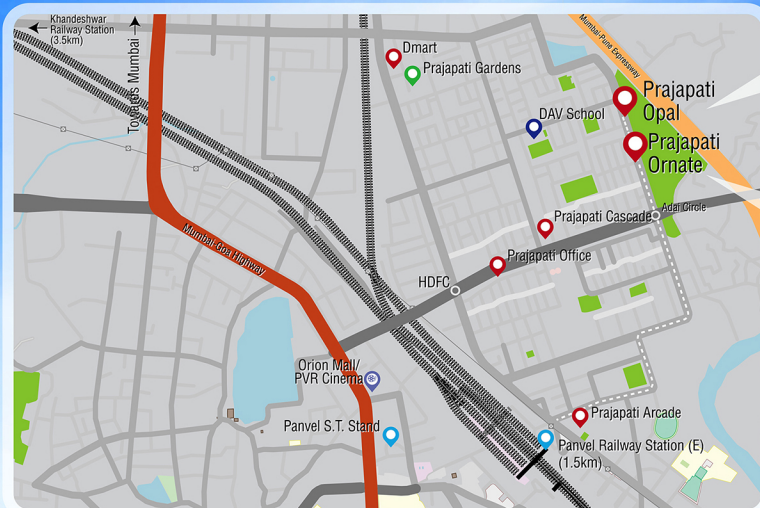 Khandeshwar
Railway Station
(3.5km)
Towards Mumbai
Dmart
Prajapati Gardens
Mumbai-Pune Expressway
Prajapati
Opal
DAV School
Prajapati
Ornate
Adai Circle
Prajapati Cascade
Mumbai-Goa Highway
Prajapati Office
HDFC
Orion Mall/
PVR Cinema
Prajapati Arcade
Panvel S.T. Stand
Panvel Railway Station (E)
(1.5km)